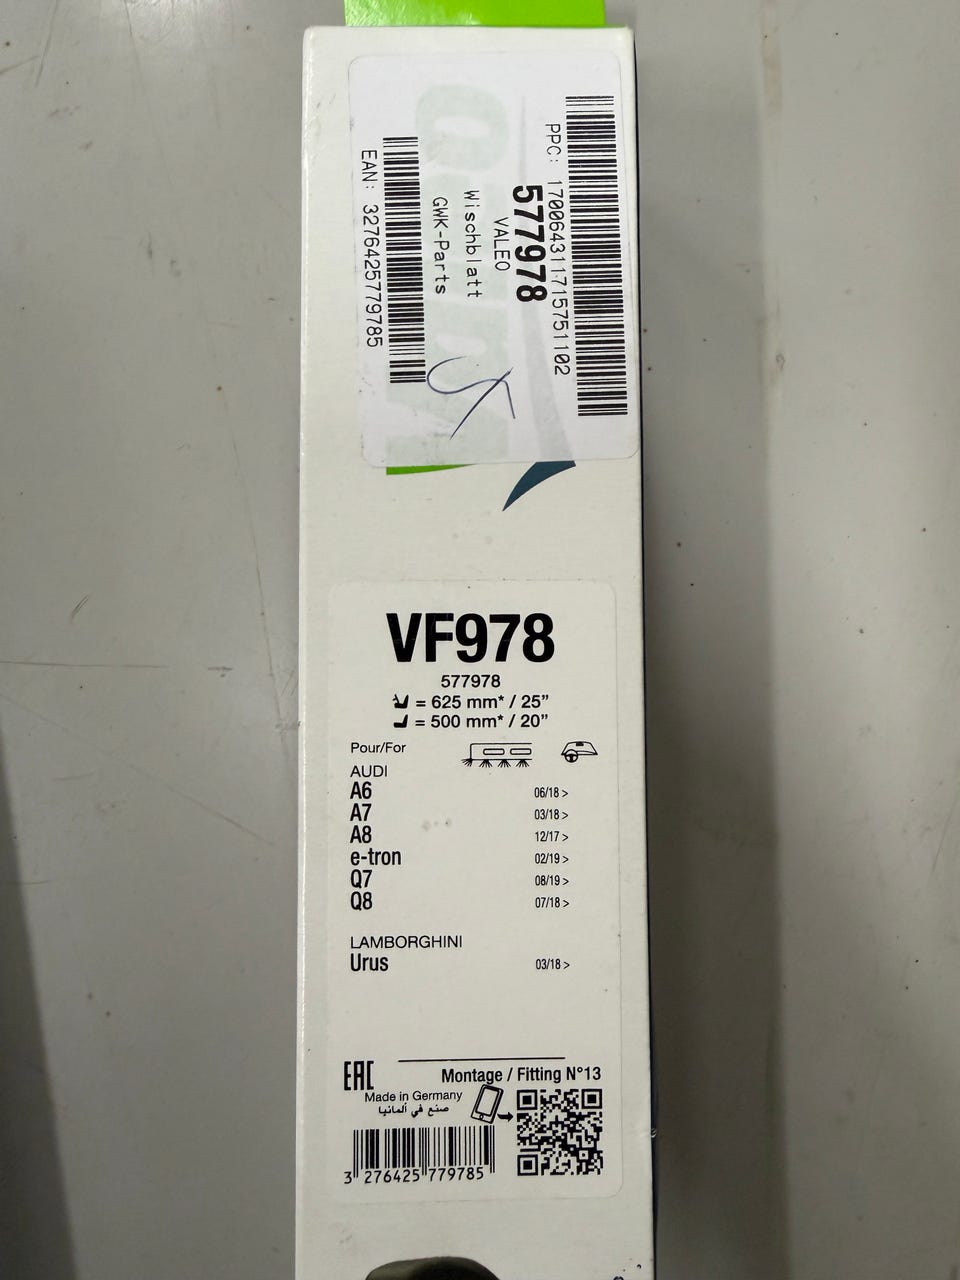 PPC: 170064311715751102
577978
VALEO
Wischblatt
GWK-Parts
EAN: 3276425779785
VF978
577978
= 625 mm* / 25”
= 500 mm* / 20”
Pour/For
AUDI
A6 06/18 >
A7 03/18 >
A8 12/17 >
e-tron 02/19 >
Q7 08/19 >
Q8 07/18 >
LAMBORGHINI
Urus 03/18 >
EAC
Montage / Fitting N°13
Made in Germany
صنع في ألمانيا
3 276425 779785